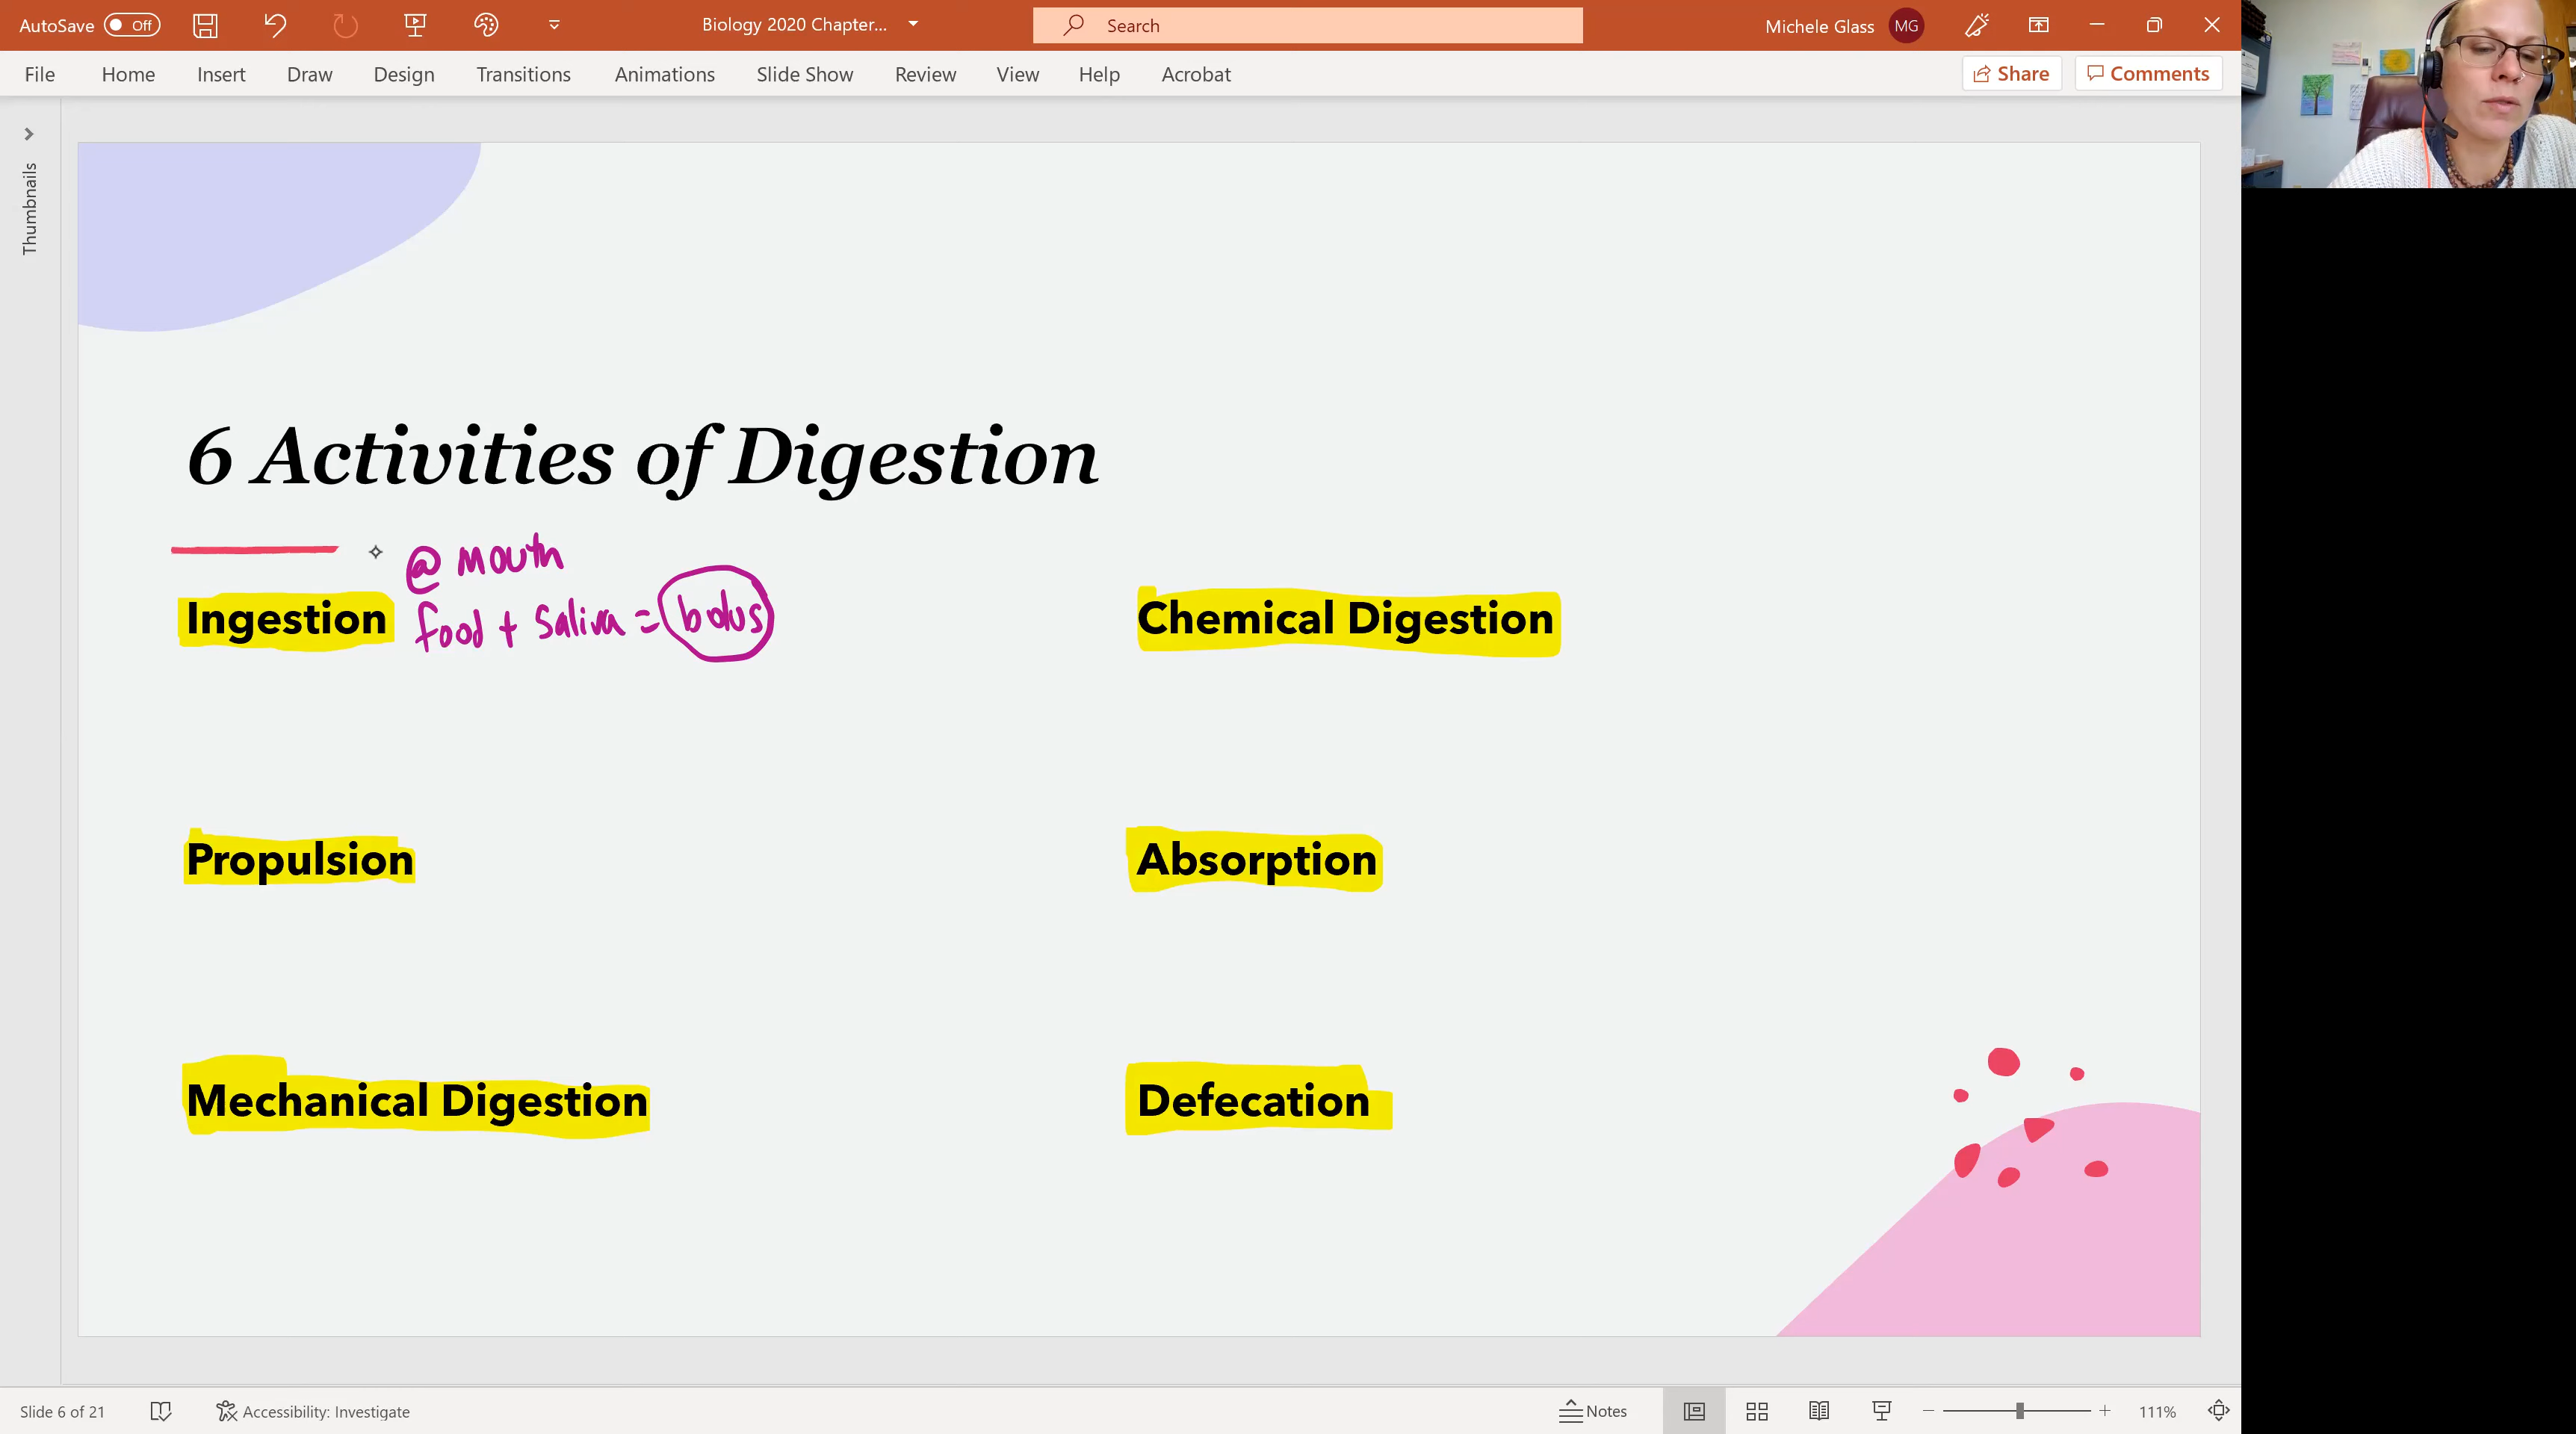 AutoSave Off
Biology 2020 Chapter...
Search
Michele Glass MG
File Home Insert Draw Design Transitions Animations Slide Show Review View Help Acrobat
Share Comments
Thumbnails
6 Activities of Digestion
@ mouth
Ingestion food + saliva = bolus
Chemical Digestion
Propulsion
Absorption
Mechanical Digestion
Defecation
Slide 6 of 21 Accessibility: Investigate Notes 111%